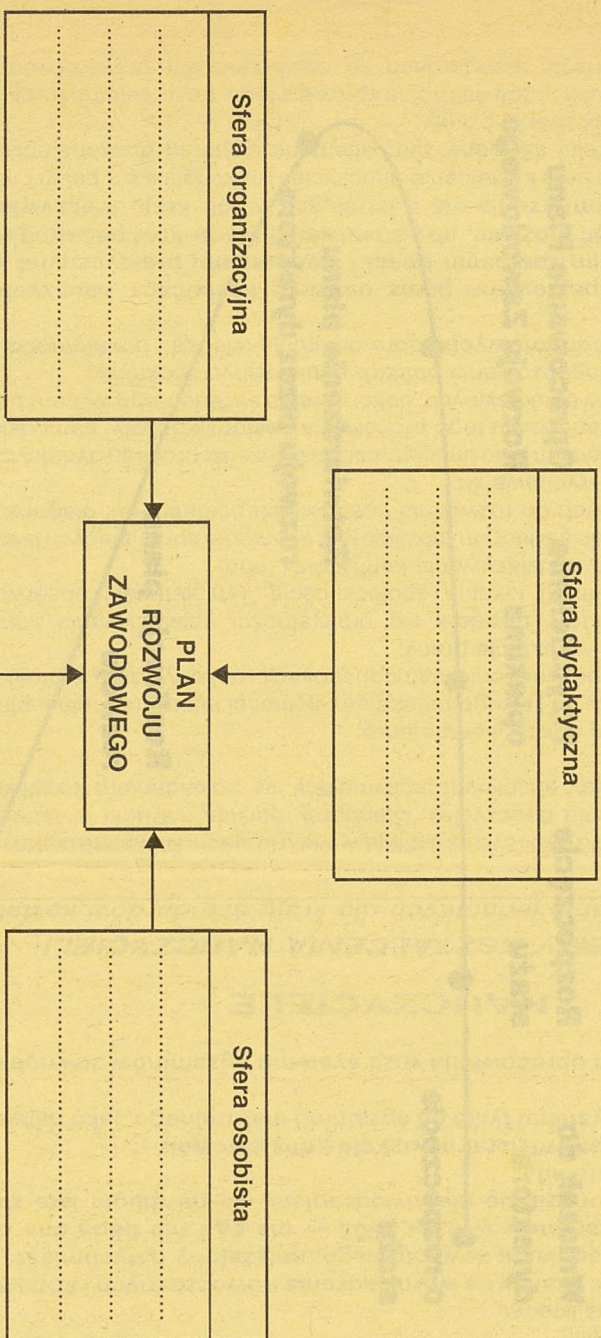 Sfera dydaktyczna
Sfera organizacyjna
PLAN
ROZWOJU
ZAWODOWEGO
Sfera osobista